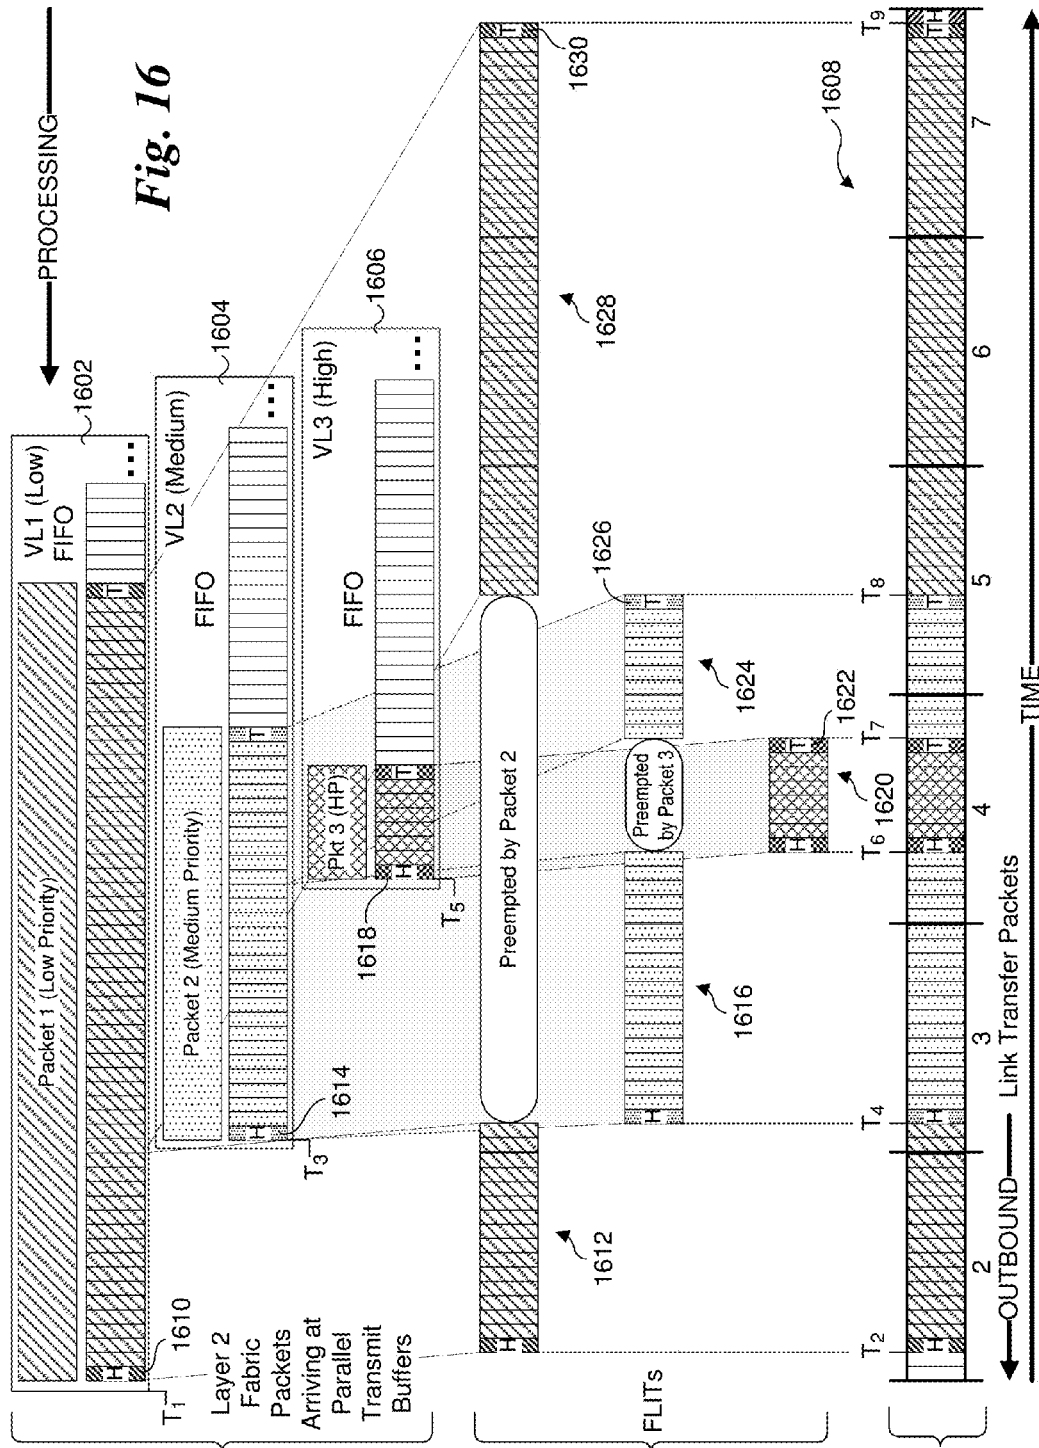 PROCESSING
Fig. 16
Packet 1 (Low Priority)
VL1 (Low)
FIFO
1602
H
T
1610
T1
Packet 2 (Medium Priority)
VL2 (Medium)
FIFO
1604
H
T
1614
T3
Pkt 3 (HP)
VL3 (High)
FIFO
1606
H
T
1618
T5
Layer 2
Fabric
Packets
Arriving at
Parallel
Transmit
Buffers
H
Preempted by Packet 2
T
1612
1628
1630
FLITs
H
Preempted
by Packet 3
T
1616
1624
1626
H
T
1620
1622
1608
T2
T4
T6
T7
T8
T9
H
H
H
T
T
T
H
2
3
4
5
6
7
OUTBOUND
Link Transfer Packets
TIME